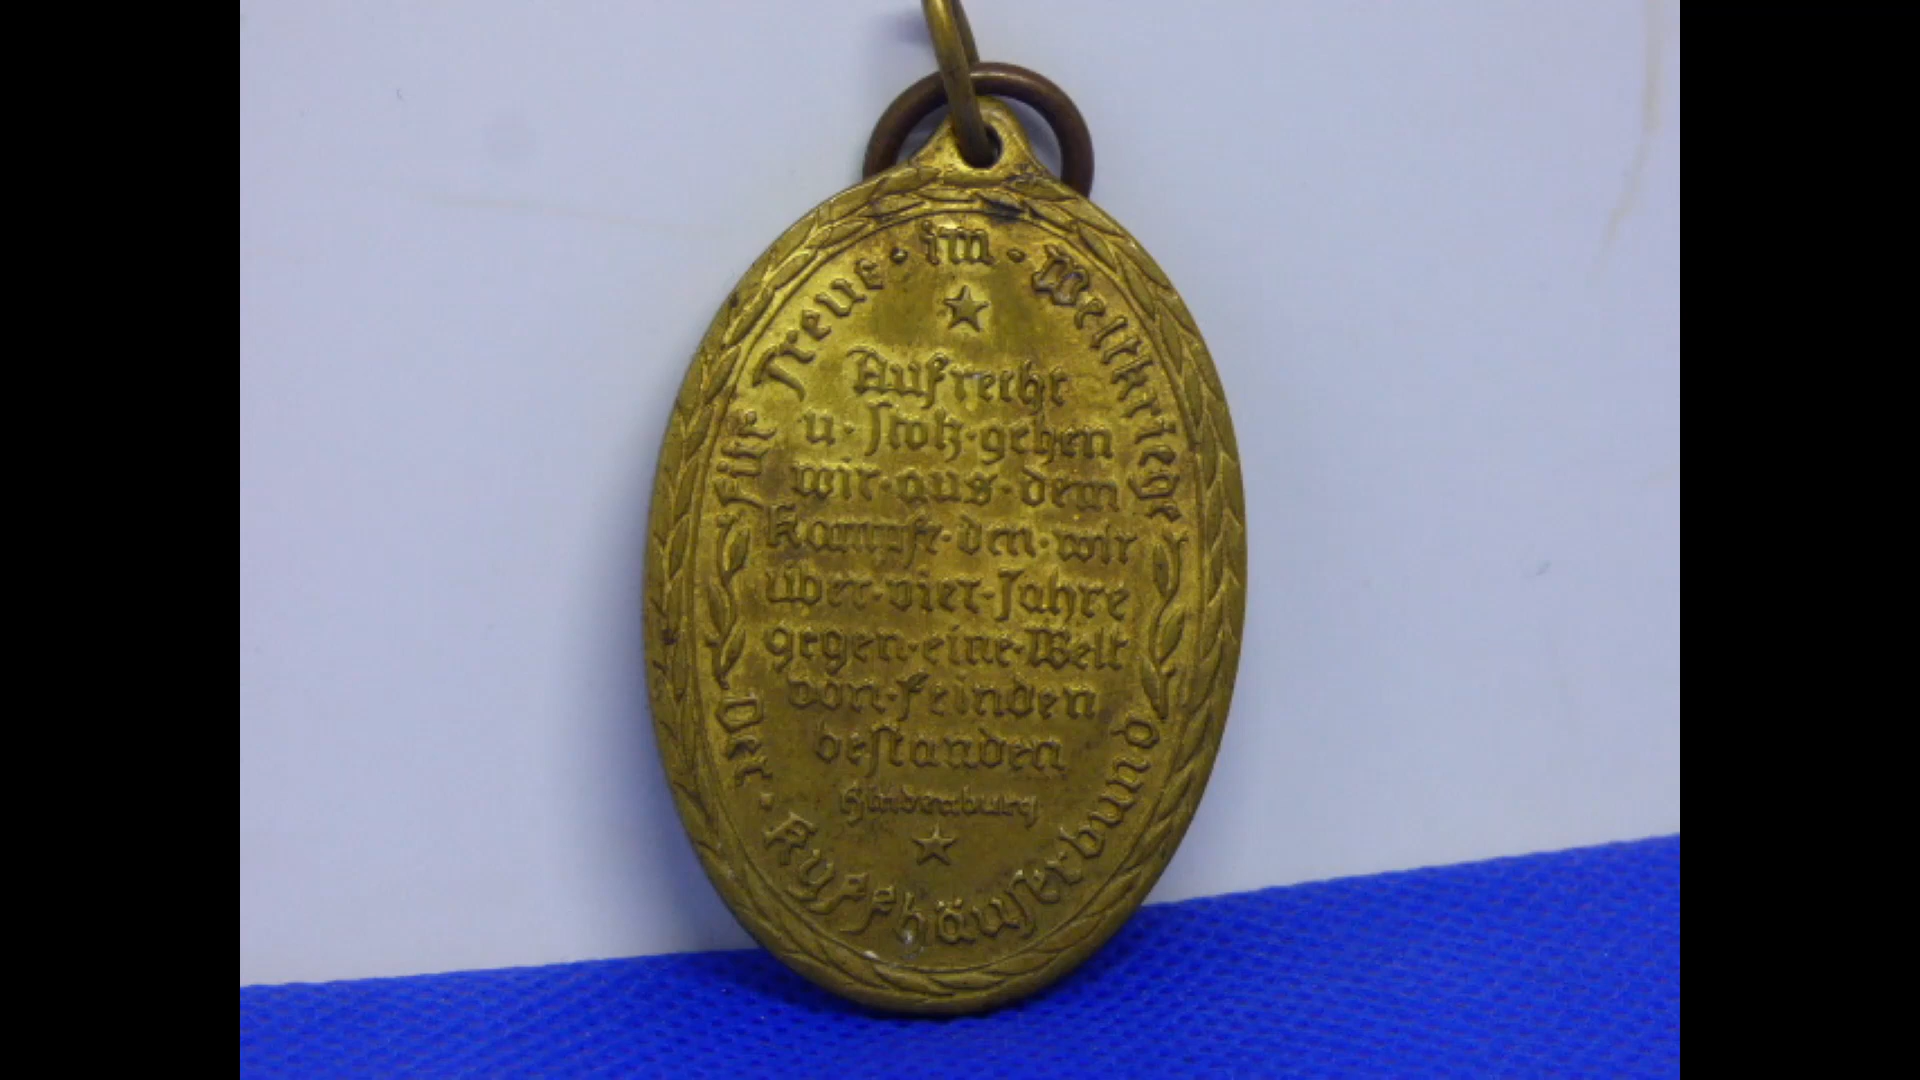 Für Treue · im · Weltkriege
Aufrecht
u · Stolz · gehen
wir · aus · dem
Kampfe · den · wir
über · vier · Jahre
gegen · eine · Welt
von · Feinden
bestanden
Hindenburg
Der · Kyffhäuserbund